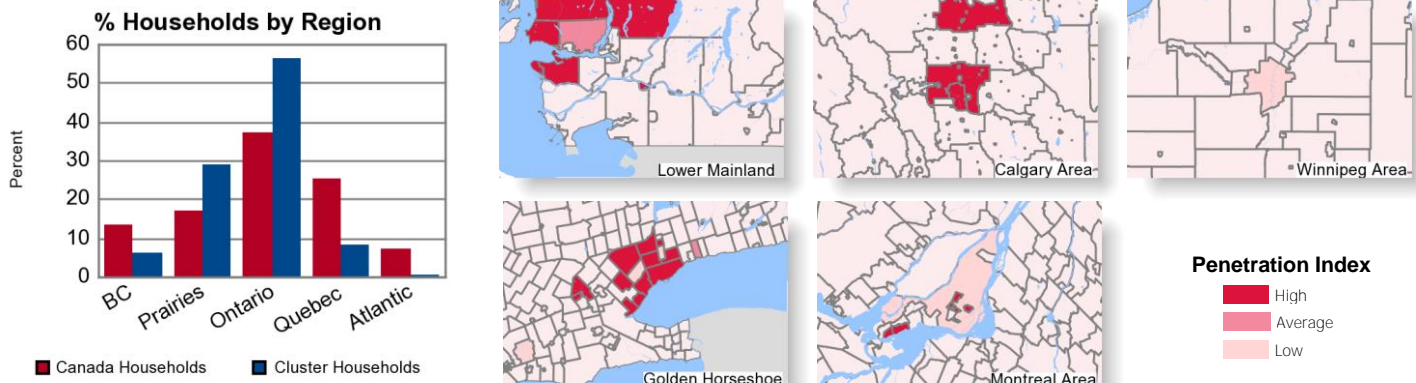 % Households by Region
60
50
40
30
20
10
0
Percent
BC
Prairies
Ontario
Quebec
Atlantic
Canada Households
Cluster Households
Lower Mainland
Calgary Area
Winnipeg Area
Golden Horseshoe
Montreal Area
Penetration Index
High
Average
Low